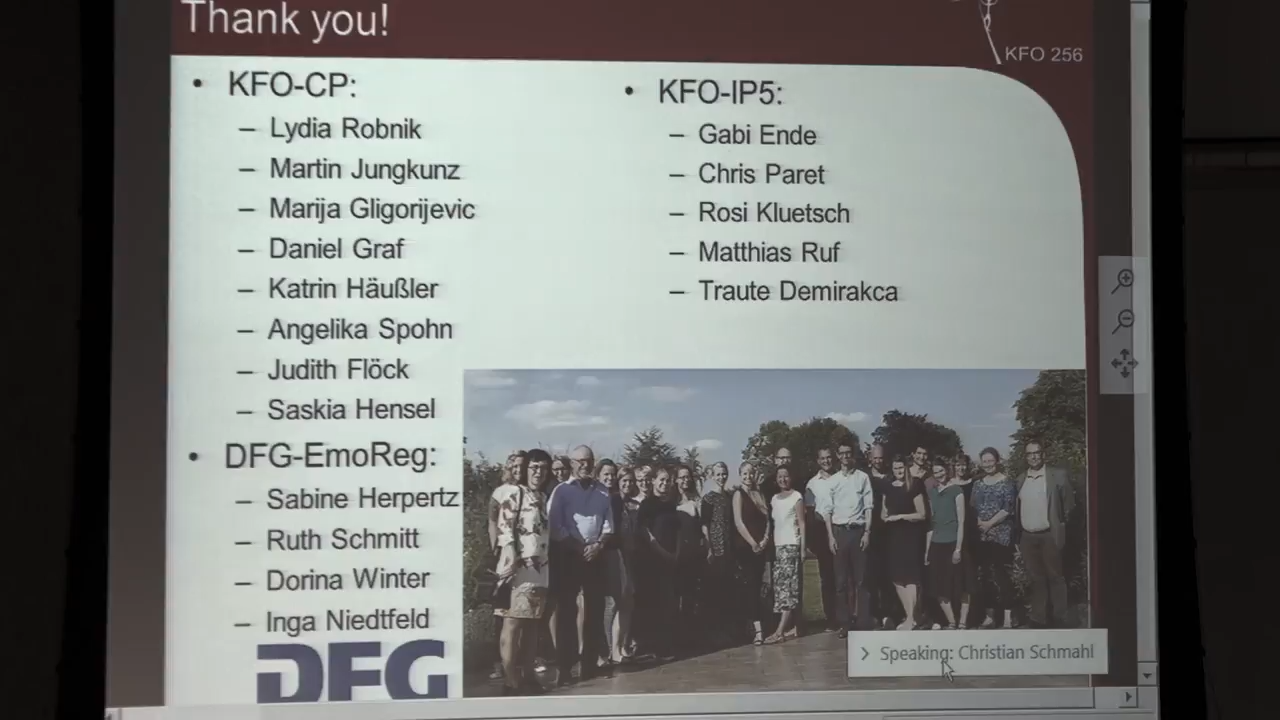 Thank you!
KFO 256
• KFO-CP:
– Lydia Robnik
– Martin Jungkunz
– Marija Gligorijevic
– Daniel Graf
– Katrin Häußler
– Angelika Spohn
– Judith Flöck
– Saskia Hensel
• DFG-EmoReg:
– Sabine Herpertz
– Ruth Schmitt
– Dorina Winter
– Inga Niedtfeld
DFG
• KFO-IP5:
– Gabi Ende
– Chris Paret
– Rosi Kluetsch
– Matthias Ruf
– Traute Demirakca
Speaking: Christian Schmahl